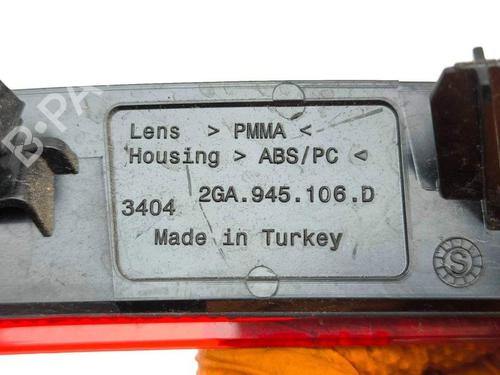 Lens > PMMA <
Housing > ABS/PC <
3404 2GA.945.106.D
Made in Turkey
S
B-PA